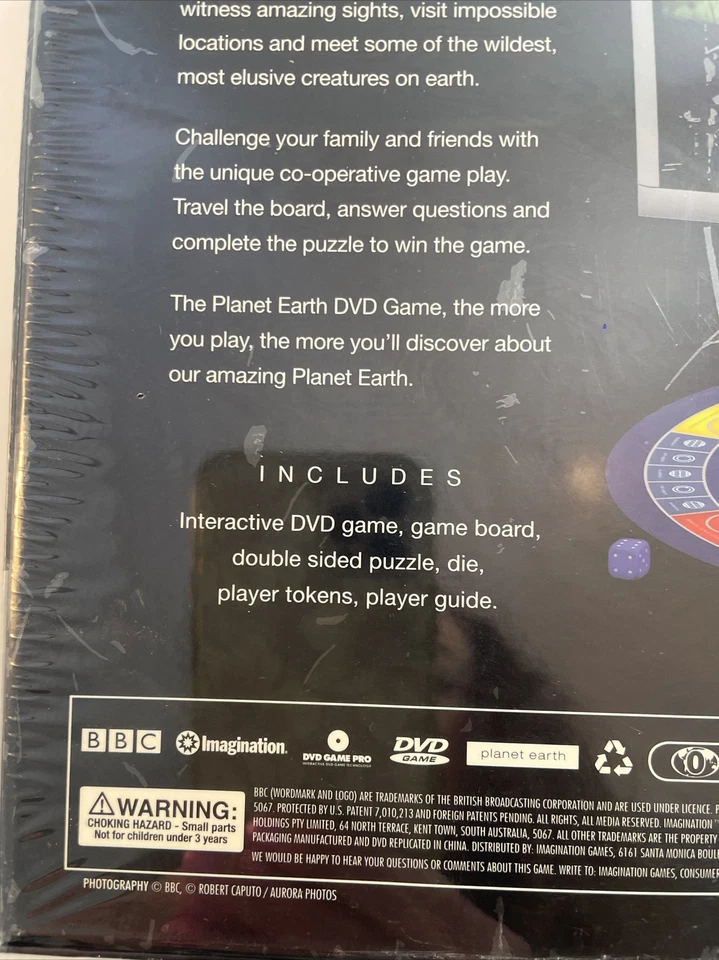 witness amazing sights, visit impossible
locations and meet some of the wildest,
most elusive creatures on earth.
Challenge your family and friends with
the unique co-operative game play.
Travel the board, answer questions and
complete the puzzle to win the game.
The Planet Earth DVD Game, the more
you play, the more you'll discover about
our amazing Planet Earth.
INCLUDES
Interactive DVD game, game board,
double sided puzzle, die,
player tokens, player guide.
BBC Imagination. DVD GAME PRO DVD GAME planet earth
INTERACTIVE DVD GAME TECHNOLOGY
WARNING:
CHOKING HAZARD - Small parts
Not for children under 3 years
BBC (WORDMARK AND LOGO) ARE TRADEMARKS OF THE BRITISH BROADCASTING CORPORATION AND ARE USED UNDER LICENCE.
5067. PROTECTED BY U.S. PATENT 7,010,213 AND FOREIGN PATENTS PENDING. ALL RIGHTS, ALL MEDIA RESERVED. IMAGINATION
HOLDINGS PTY LIMITED, 64 NORTH TERRACE, KENT TOWN, SOUTH AUSTRALIA, 5067. ALL OTHER TRADEMARKS ARE THE PROPERTY
PACKAGING MANUFACTURED AND DVD REPLICATED IN CHINA. DISTRIBUTED BY: IMAGINATION GAMES, 6161 SANTA MONICA
WE WOULD BE HAPPY TO HEAR YOUR QUESTIONS OR COMMENTS ABOUT THIS GAME. WRITE TO: IMAGINATION GAMES, CONSUMER
PHOTOGRAPHY © BBC, © ROBERT CAPUTO / AURORA PHOTOS